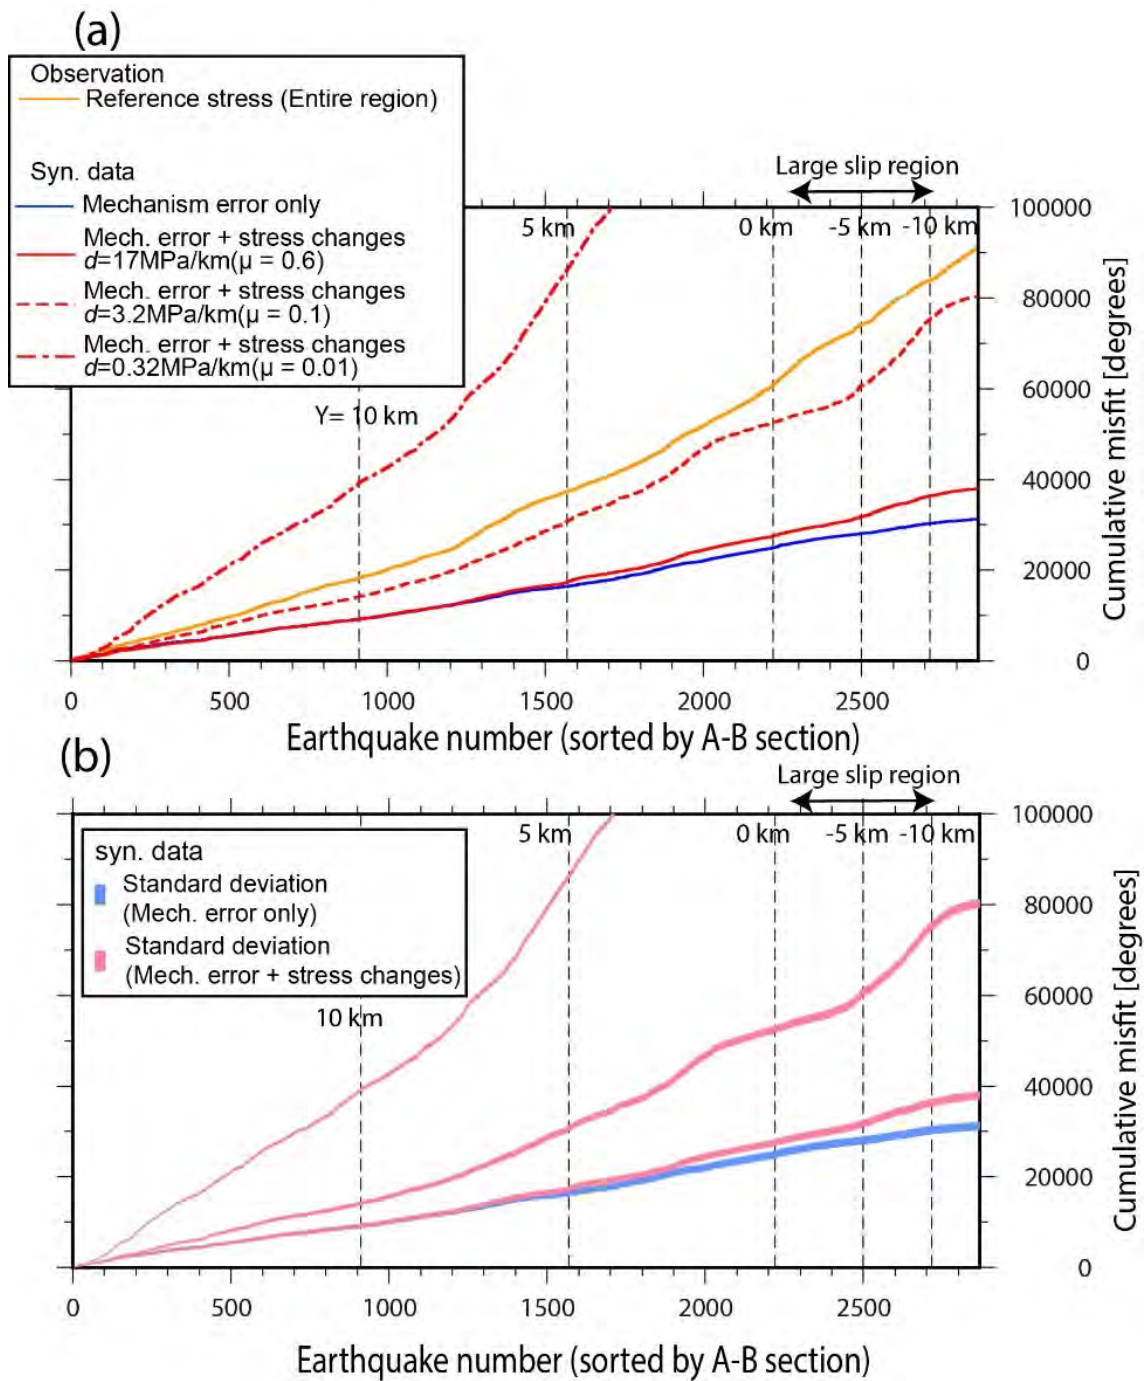 (a)
Observation
Reference stress (Entire region)
Syn. data
Mechanism error only
Mech. error + stress changes
d=17MPa/km(μ = 0.6)
Mech. error + stress changes
d=3.2MPa/km(μ = 0.1)
Mech. error + stress changes
d=0.32MPa/km(μ = 0.01)
Large slip region
Y= 10 km
5 km
0 km
-5 km
-10 km
100000
80000
60000
40000
20000
0
Cumulative misfit [degrees]
0 500 1000 1500 2000 2500
Earthquake number (sorted by A-B section)
(b)
Large slip region
syn. data
Standard deviation
(Mech. error only)
Standard deviation
(Mech. error + stress changes)
10 km
5 km
0 km
-5 km
-10 km
100000
80000
60000
40000
20000
0
Cumulative misfit [degrees]
0 500 1000 1500 2000 2500
Earthquake number (sorted by A-B section)